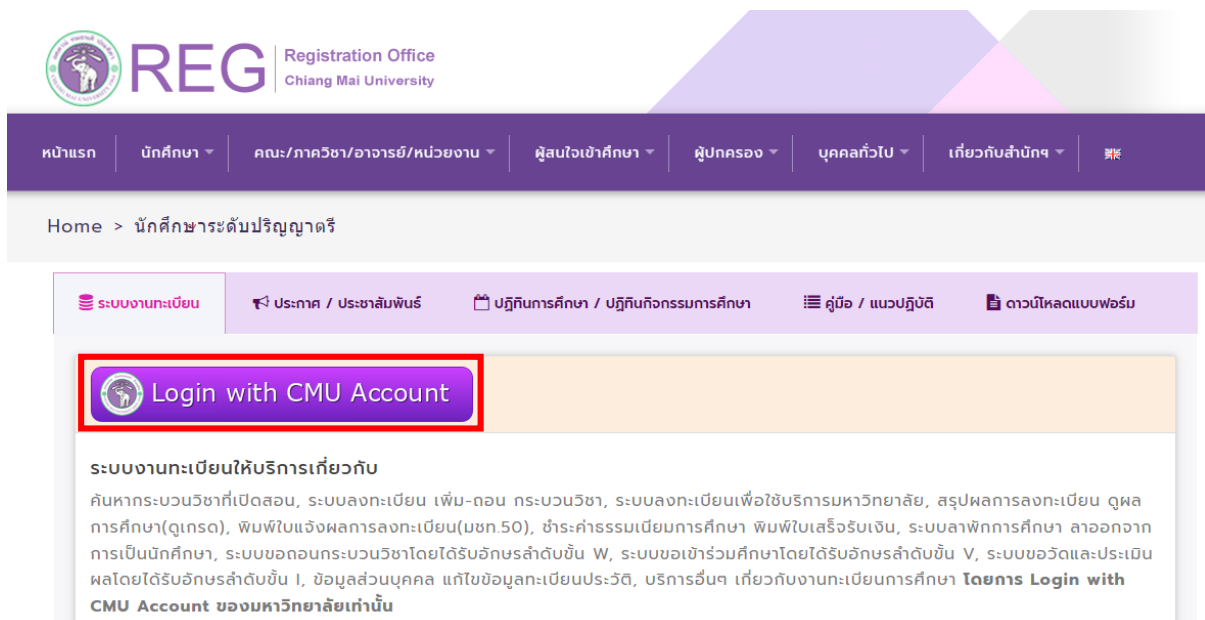 REG
Registration Office
Chiang Mai University
หน้าแรก นักศึกษา คณะ/ภาควิชา/อาจารย์/หน่วยงาน ผู้สนใจเข้าศึกษา ผู้ปกครอง บุคคลทั่วไป เกี่ยวกับสำนักฯ
Home > นักศึกษาระดับปริญญาตรี
ระบบงานทะเบียน ประกาศ / ประชาสัมพันธ์ ปฏิทินการศึกษา / ปฏิทินกิจกรรมการศึกษา คู่มือ / แนวปฏิบัติ ดาวน์โหลดแบบฟอร์ม
Login with CMU Account
ระบบงานทะเบียนให้บริการเกี่ยวกับ
ค้นหากระบวนวิชาที่เปิดสอน, ระบบลงทะเบียน เพิ่ม-ถอน กระบวนวิชา, ระบบลงทะเบียนเพื่อใช้บริการมหาวิทยาลัย, สรุปผลการลงทะเบียน ดูผล
การศึกษา(ดูเกรด), พิมพ์ใบแจ้งผลการลงทะเบียน(มชท.50), ชำระค่าธรรมเนียมการศึกษา พิมพ์ใบเสร็จรับเงิน, ระบบลาพักการศึกษา ลาออกจาก
การเป็นนักศึกษา, ระบบขอถอนกระบวนวิชาโดยได้รับอักษรลำดับขั้น W, ระบบขอเข้าร่วมศึกษาโดยได้รับอักษรลำดับขั้น V, ระบบขอวัดและประเมิน
ผลโดยได้รับอักษรลำดับขั้น I, ข้อมูลส่วนบุคคล แก้ไขข้อมูลทะเบียนประวัติ, บริการอื่นๆ เกี่ยวกับงานทะเบียนการศึกษา โดยการ Login with
CMU Account ของมหาวิทยาลัยเท่านั้น